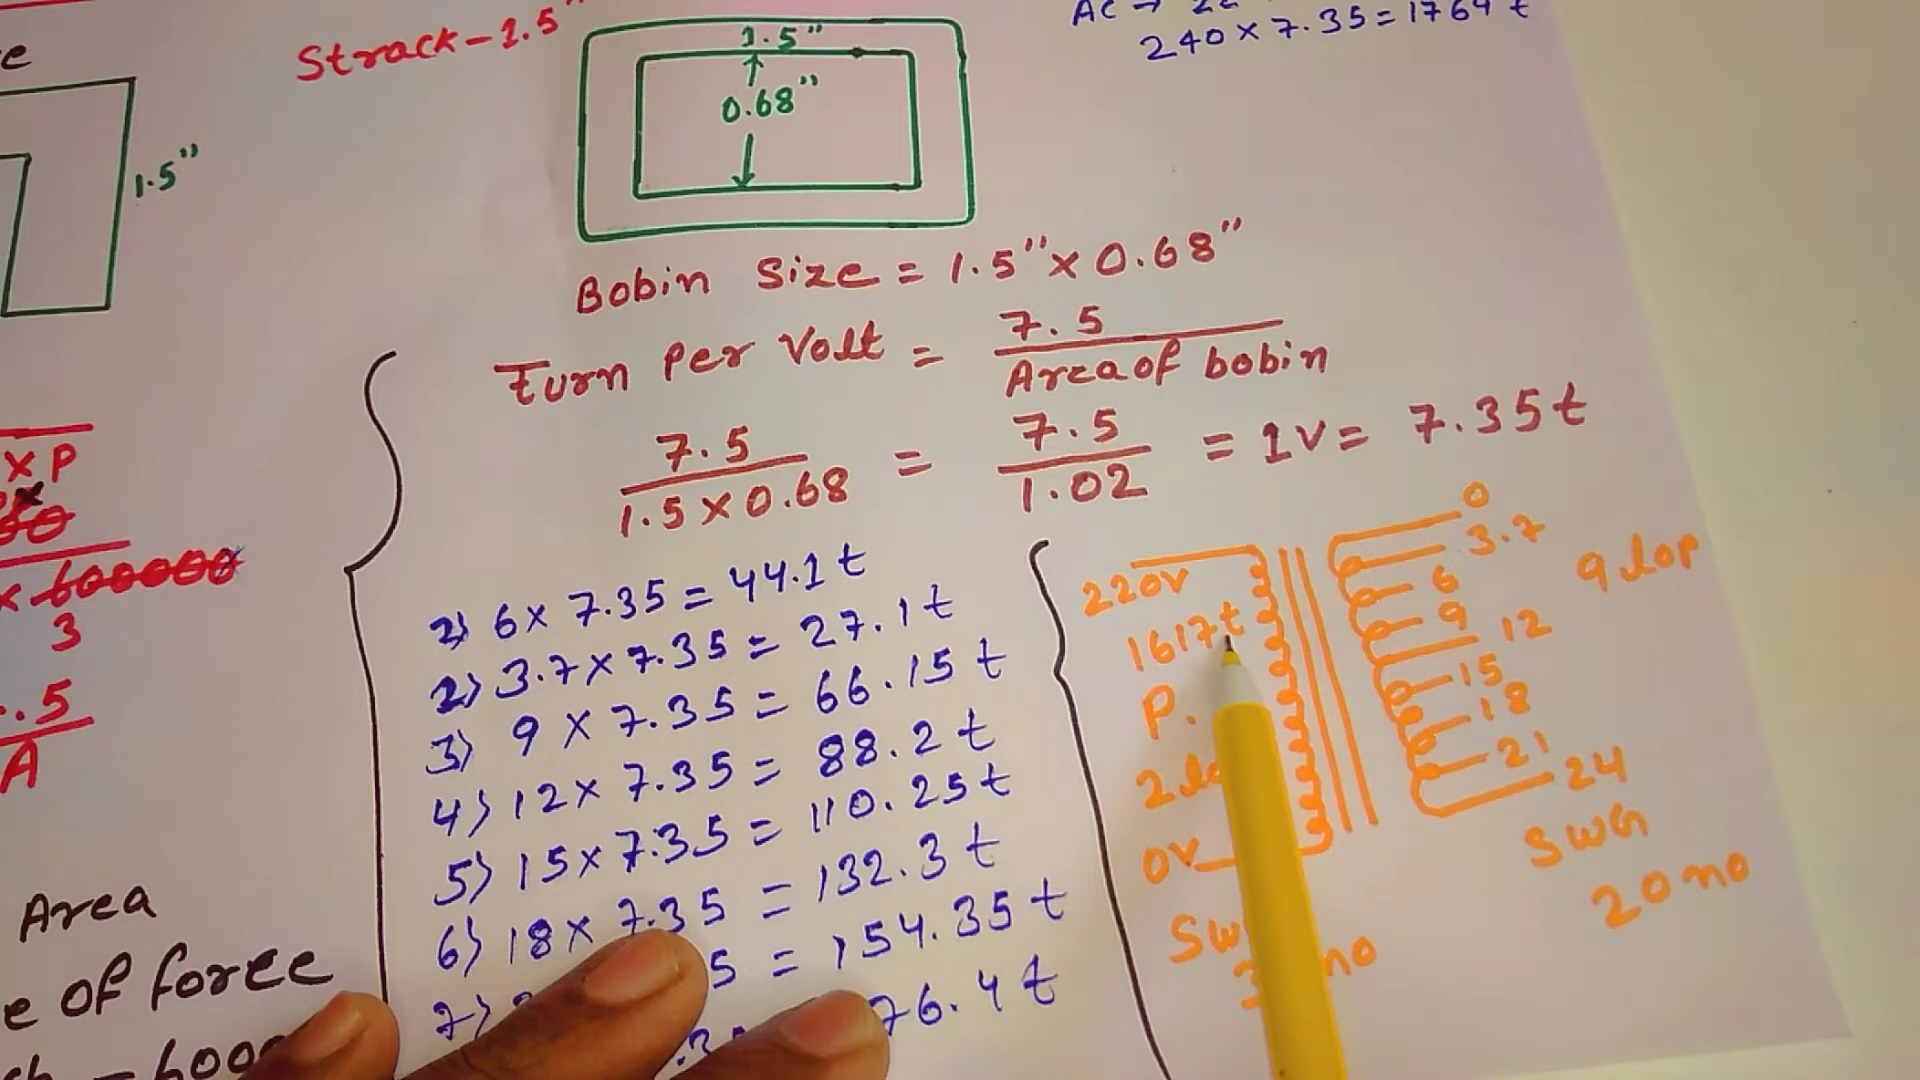 e
Strack-1.5"
1.5"
0.68"
AC →
240 x 7.35 = 1764 t
1.5"
Bobin Size = 1.5" x 0.68"
Turn Per Volt = 7.5
Area of bobin
7.5 = 7.5 = 1V = 7.35t
1.5 x 0.68 1.02
x P
x 600000
3
.5
A
1) 6 x 7.35 = 44.1 t
2) 3.7 x 7.35 = 27.1 t
3) 9 x 7.35 = 66.15 t
4) 12 x 7.35 = 88.2 t
5) 15 x 7.35 = 110.25 t
6) 18 x 7.35 = 132.3 t
7) 5 = 154.35 t
76.4 t
220V
1617t
P.
0V
0
3.7
6
9
12
15
18
21
24
9 lop
SWG
20 no
no
Area
e of force